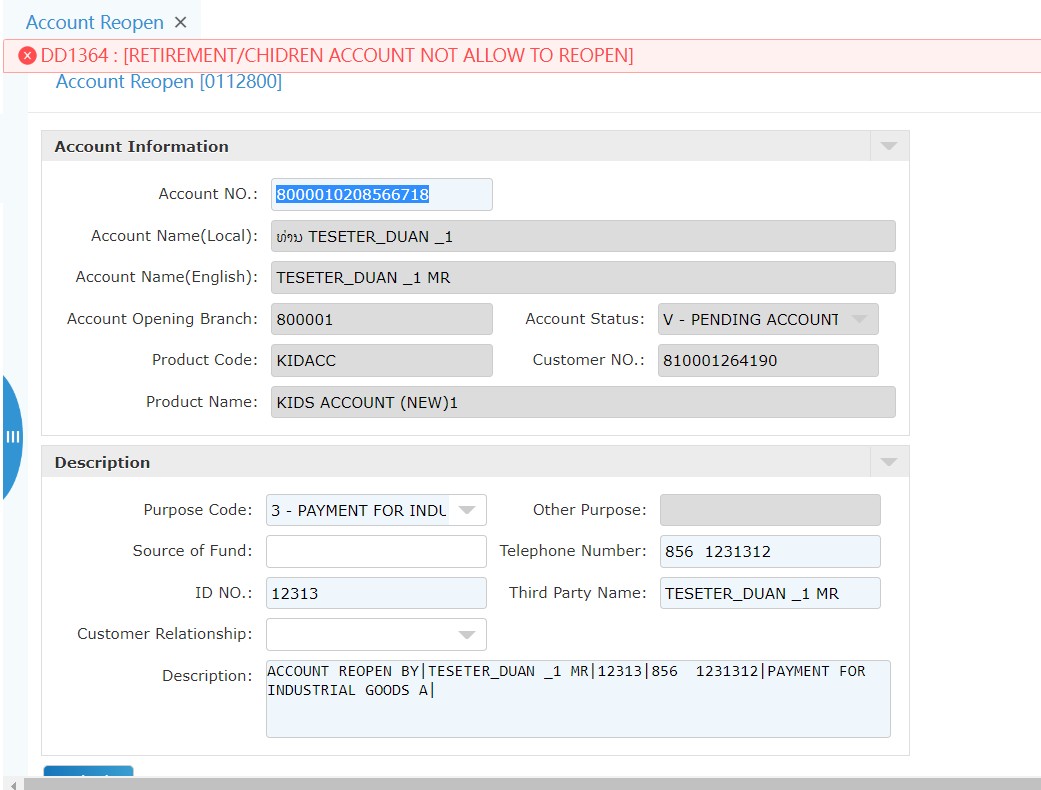 Account Reopen ✕
DD1364 : [RETIREMENT/CHIDREN ACCOUNT NOT ALLOW TO REOPEN]
Account Reopen [0112800]
Account Information
Account NO.: 8000010208566718
Account Name(Local): ທ່ານ TESETER_DUAN _1
Account Name(English): TESETER_DUAN _1 MR
Account Opening Branch: 800001 Account Status: V - PENDING ACCOUNT
Product Code: KIDACC Customer NO.: 810001264190
Product Name: KIDS ACCOUNT (NEW)1
Description
Purpose Code: 3 - PAYMENT FOR INDU Other Purpose:
Source of Fund: Telephone Number: 856  1231312
ID NO.: 12313 Third Party Name: TESETER_DUAN _1 MR
Customer Relationship:
Description: ACCOUNT REOPEN BY|TESETER_DUAN _1 MR|12313|856  1231312|PAYMENT FOR
INDUSTRIAL GOODS A|